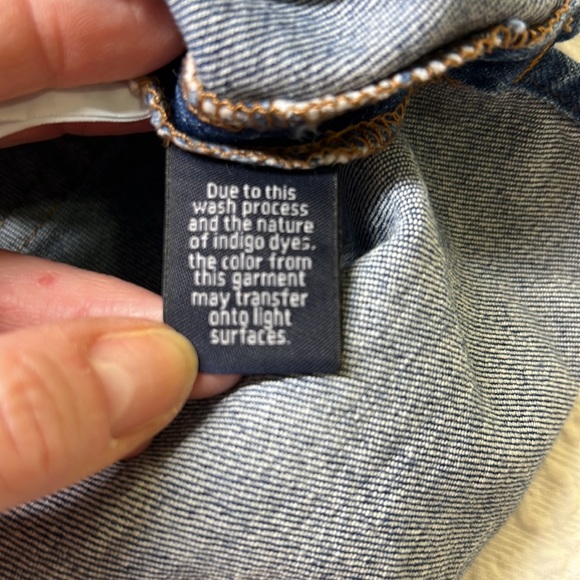 Due to this
wash process
and the nature
of indigo dyes,
the color from
this garment
may transfer
onto light
surfaces.